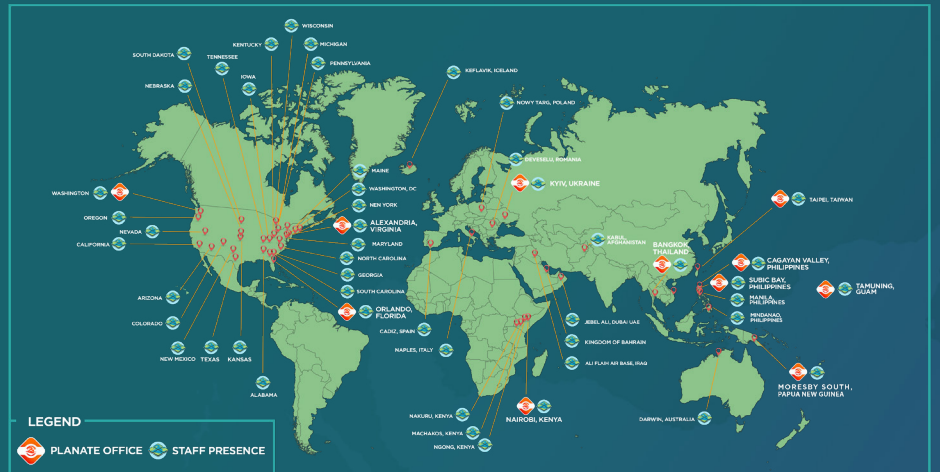 WISCONSIN
KENTUCKY
MICHIGAN
SOUTH DAKOTA
TENNESSEE
PENNSYLVANIA
NEBRASKA
IOWA
KEFLAVIK, ICELAND
NOWY TARG, POLAND
DEVESELU, ROMANIA
MAINE
KYIV, UKRAINE
WASHINGTON
WASHINGTON, DC
TAIPEI, TAIWAN
NEN YORK
OREGON
ALEXANDRIA,
VIRGINIA
NEVADA
KABUL,
AFGHANISTAN
CALIFORNIA
MARYLAND
BANGKOK
THAILAND
NORTH CAROLINA
CAGAYAN VALLEY,
PHILIPPINES
GEORGIA
SUBIC BAY,
PHILIPPINES
TAMUNING,
GUAM
SOUTH CAROLINA
ARIZONA
MANILA,
PHILIPPINES
ORLANDO,
FLORIDA
MINDANAO,
PHILIPPINES
COLORADO
CADIZ, SPAIN
JEBEL ALI, DUBAI UAE
NEW MEXICO
TEXAS
KANSAS
NAPLES, ITALY
KINGDOM OF BAHRAIN
ALI FLAIH AIR BASE, IRAQ
ALABAMA
MORESBY SOUTH,
PAPUA NEW GUINEA
NAKURU, KENYA
NAIROBI, KENYA
DARWIN, AUSTRALIA
MACHAKOS, KENYA
NGONG, KENYA
LEGEND
PLANATE OFFICE
STAFF PRESENCE